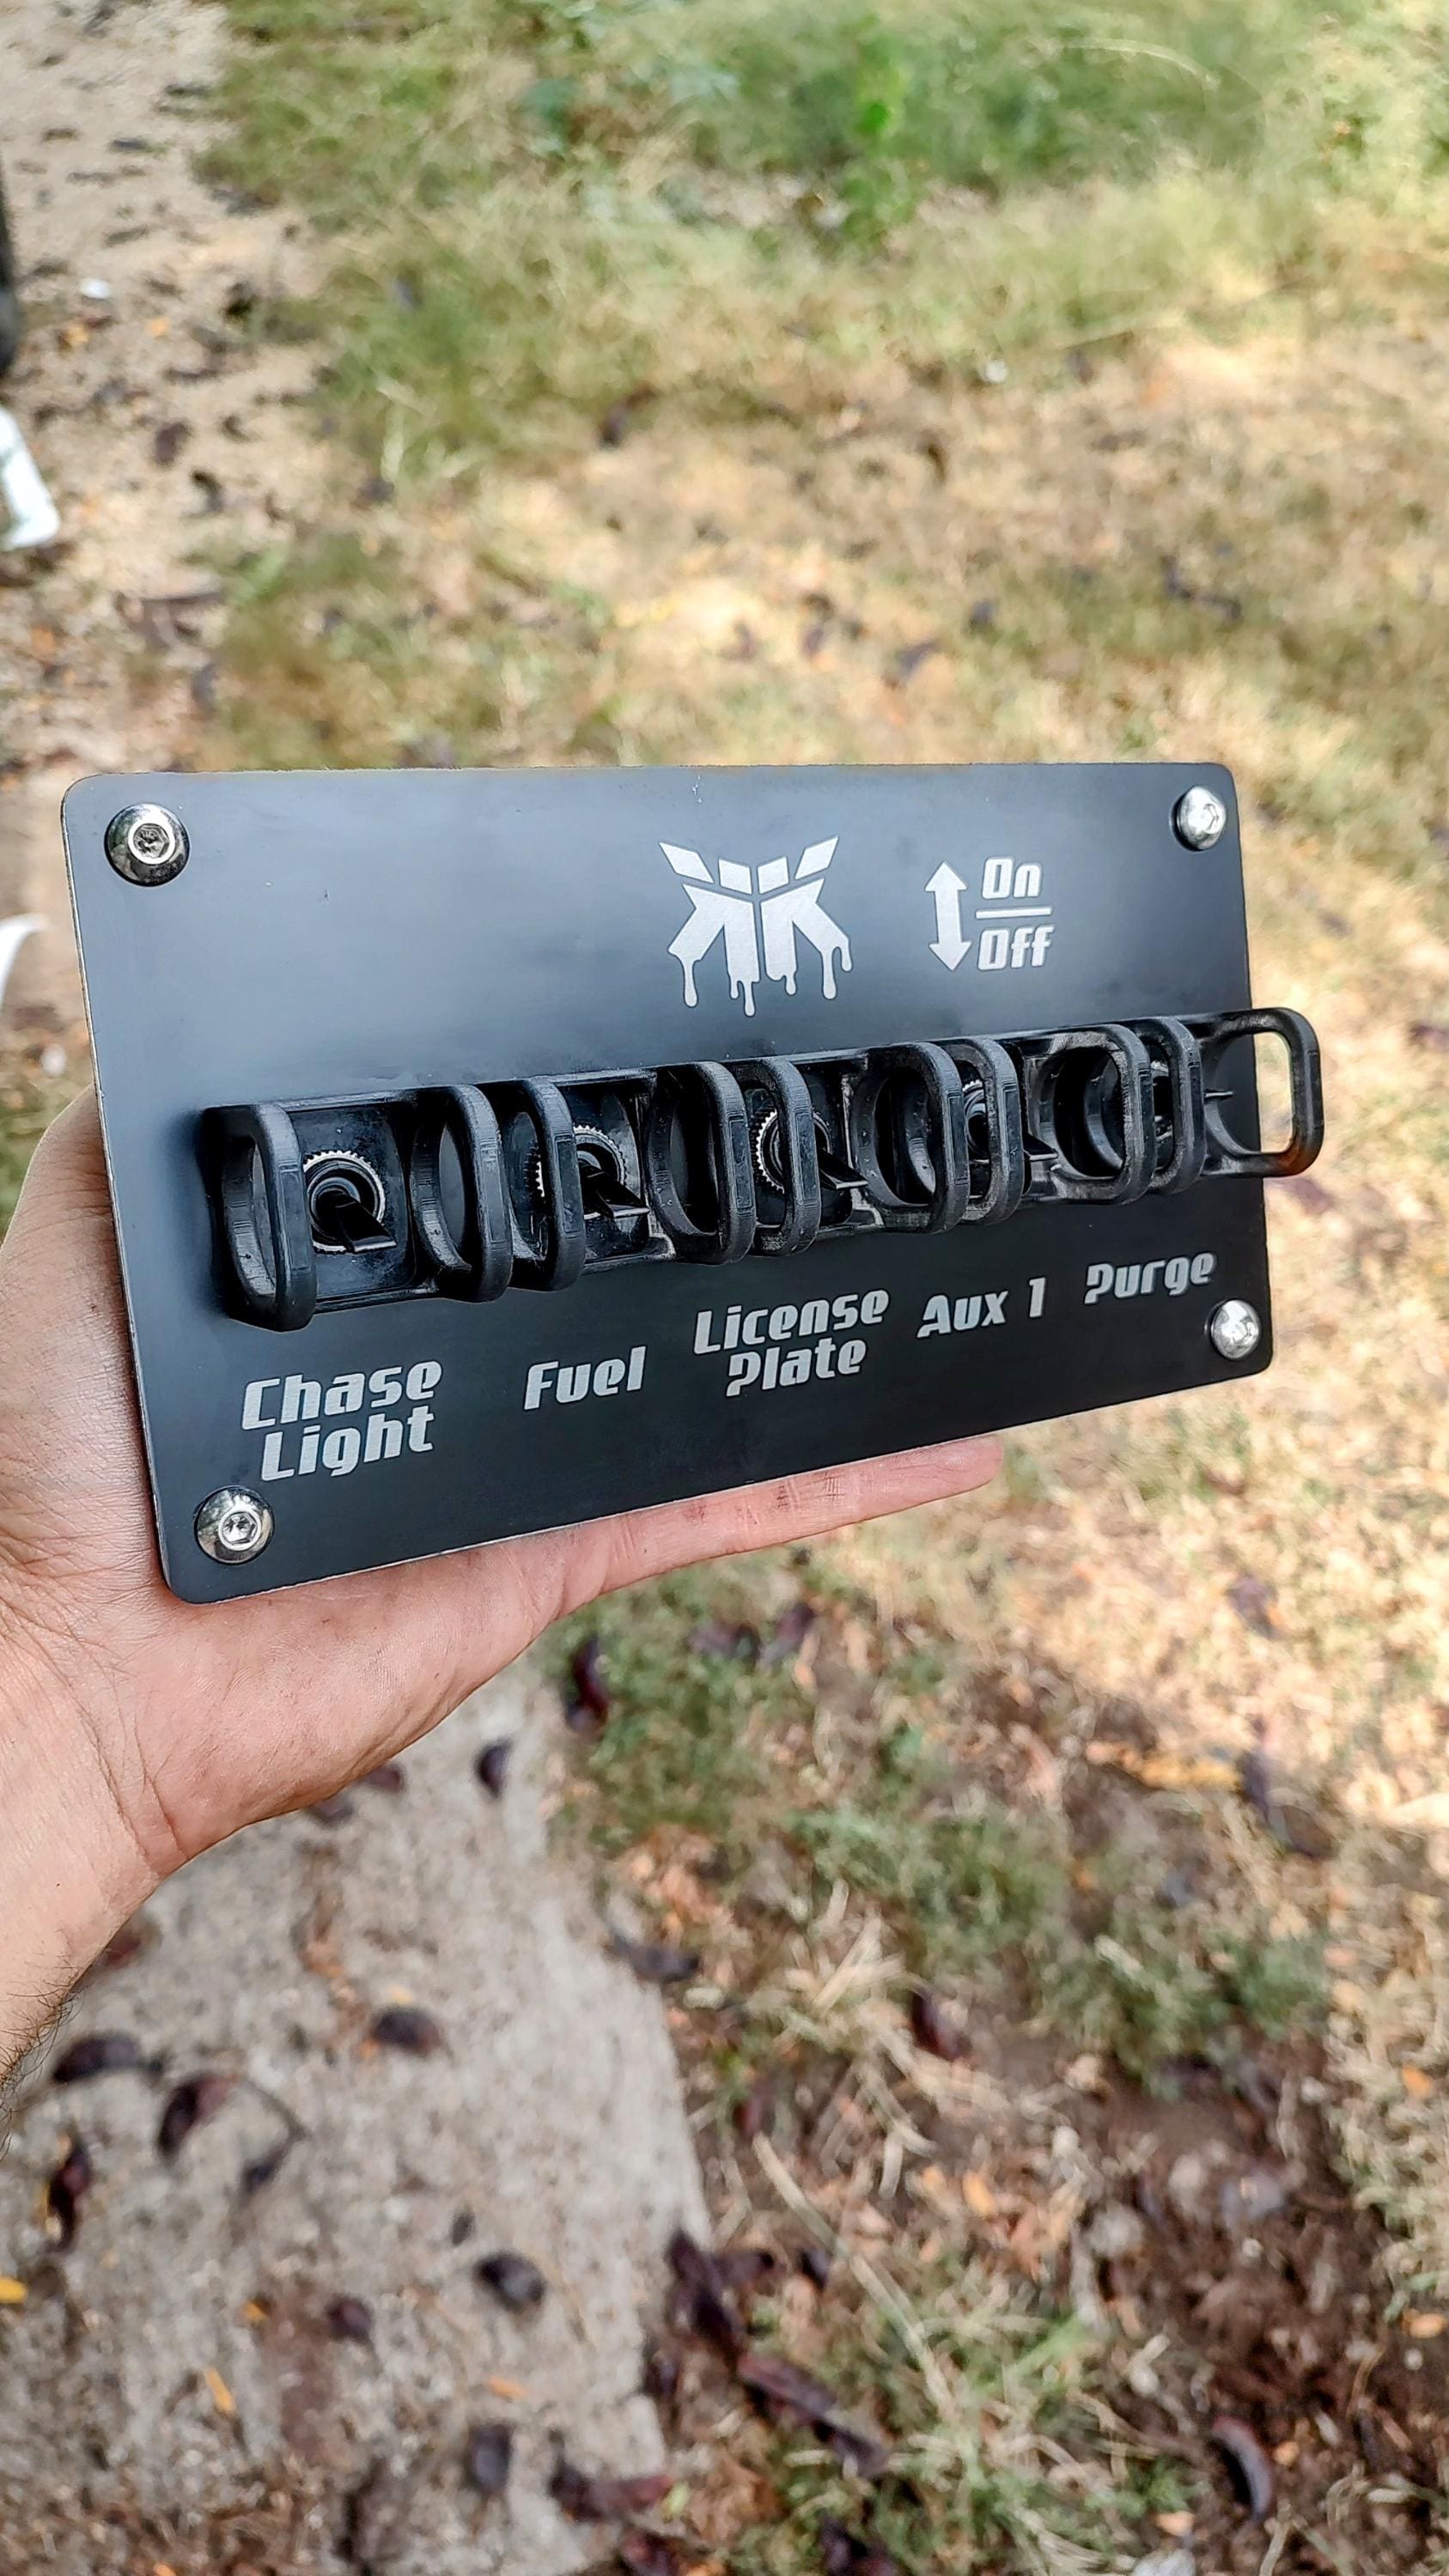 On
Off
Chase
Light
Fuel
License
Plate
Aux 1
Purge